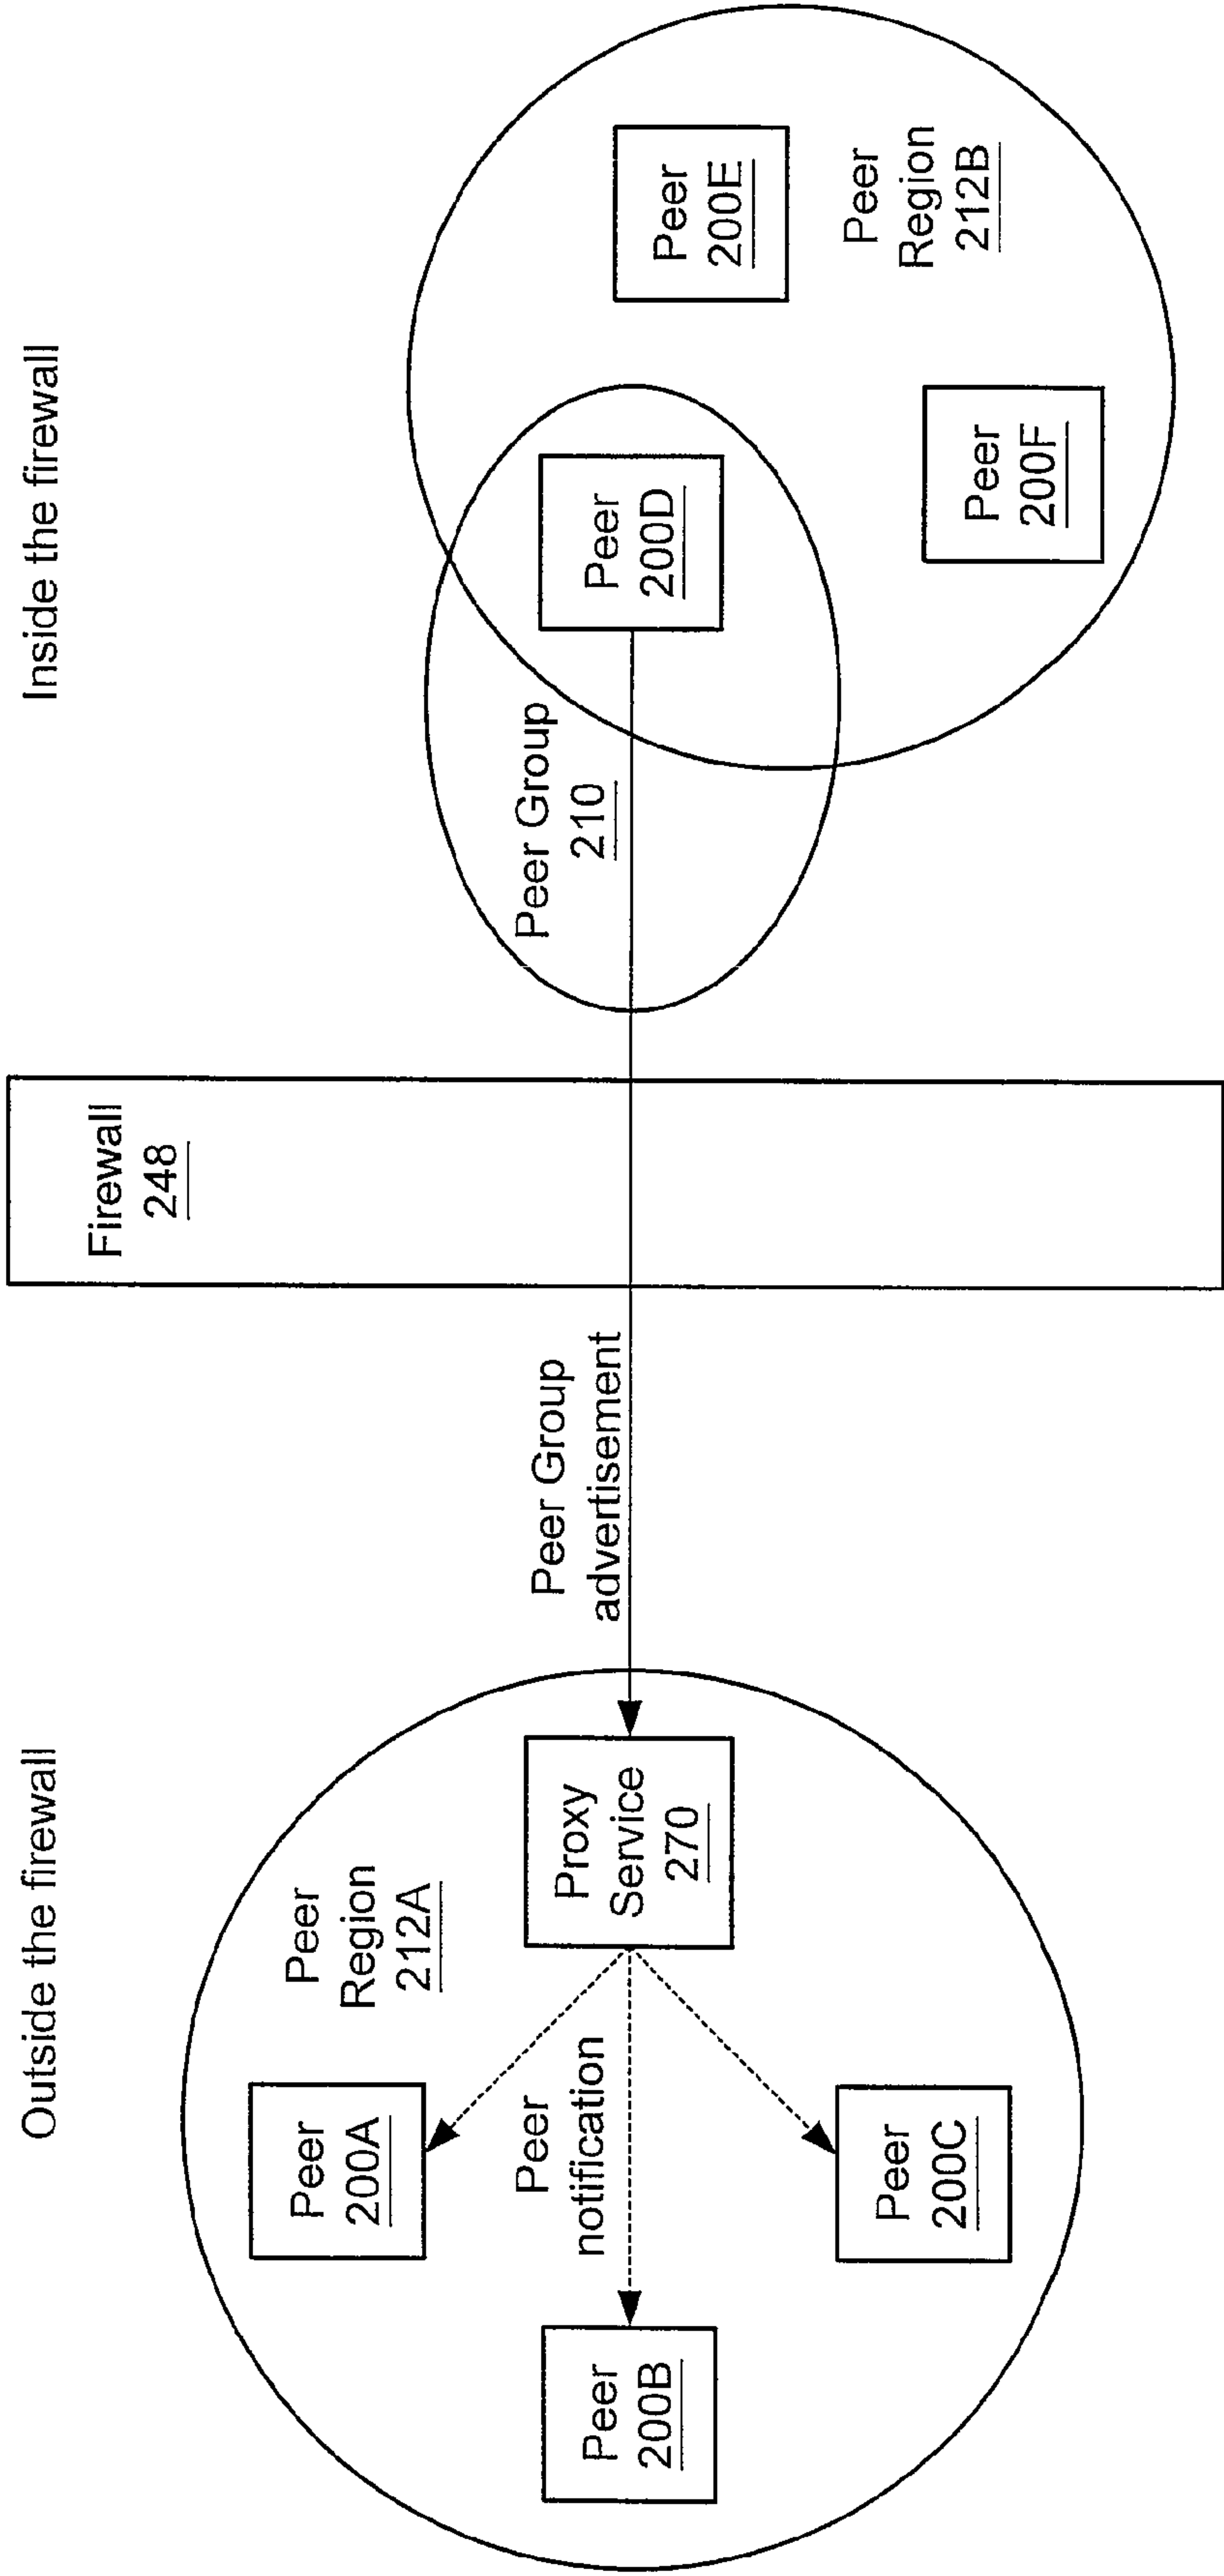 Outside the firewall
Inside the firewall
Peer
200A
Peer
Region
212A
Peer
200B
Peer
notification
Proxy
Service
270
Peer
200C
Peer Group
advertisement
Firewall
248
Peer Group
210
Peer
200D
Peer
200E
Peer
Region
212B
Peer
200F